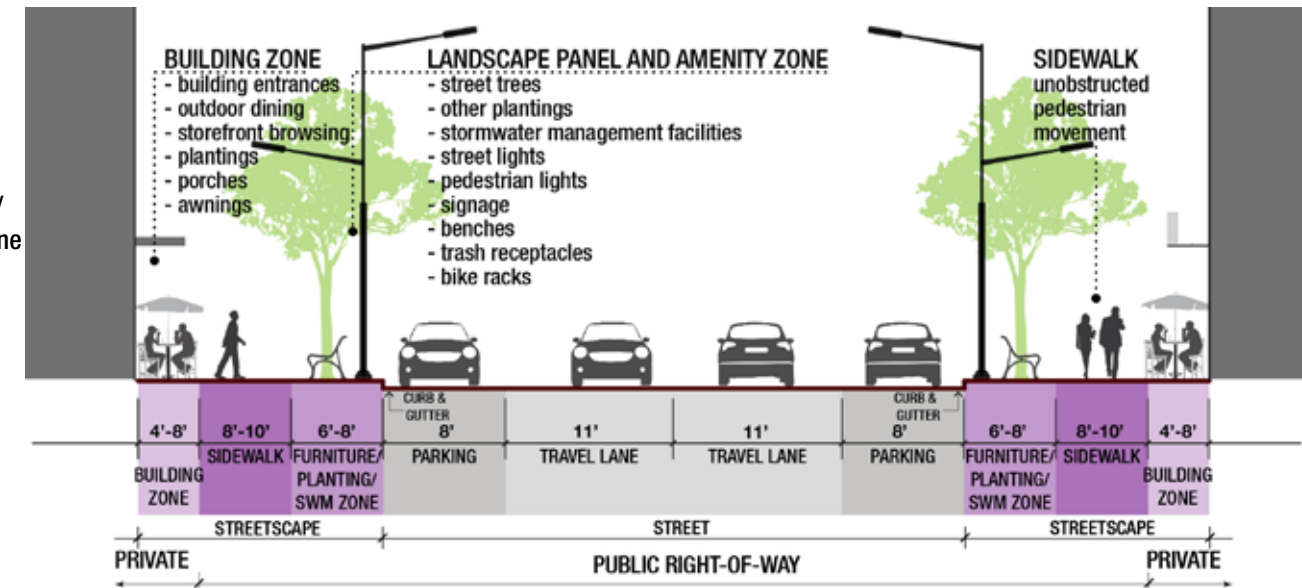 BUILDING ZONE
- building entrances
- outdoor dining
- storefront browsing
- plantings
- porches
- awnings
LANDSCAPE PANEL AND AMENITY ZONE
- street trees
- other plantings
- stormwater management facilities
- street lights
- pedestrian lights
- signage
- benches
- trash receptacles
- bike racks
SIDEWALK
unobstructed
pedestrian
movement
CURB &
GUTTER
CURB &
GUTTER
4'-8'
8'-10'
6'-8'
8'
11'
11'
8'
6'-8'
8'-10'
4'-8'
BUILDING
ZONE
SIDEWALK
FURNITURE/
PLANTING/
SWM ZONE
PARKING
TRAVEL LANE
TRAVEL LANE
PARKING
FURNITURE/
PLANTING/
SWM ZONE
SIDEWALK
BUILDING
ZONE
STREETSCAPE
STREET
STREETSCAPE
PRIVATE
PUBLIC RIGHT-OF-WAY
PRIVATE